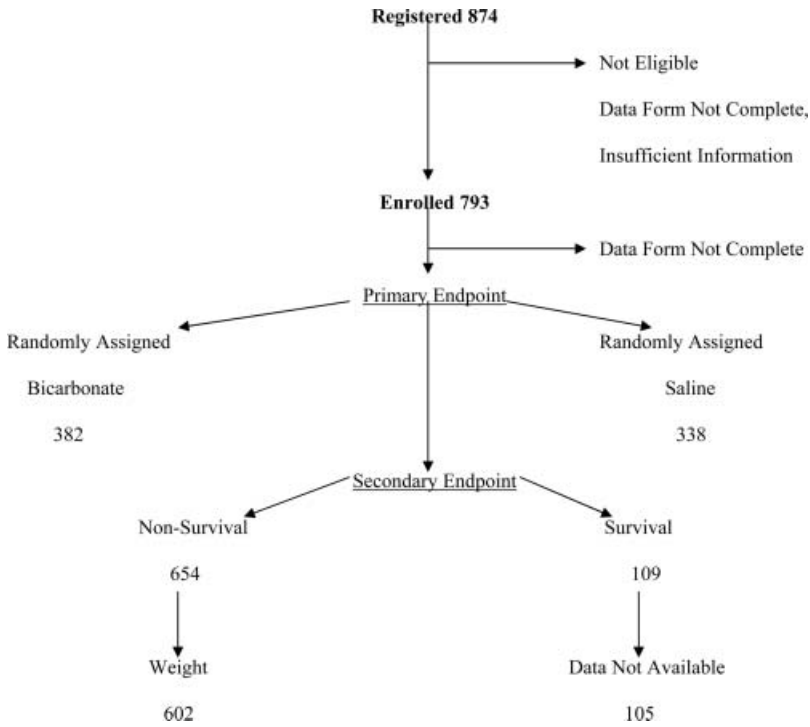 Registered 874
Not Eligible
Data Form Not Complete,
Insufficient Information
Enrolled 793
Data Form Not Complete
Primary Endpoint
Randomly Assigned
Bicarbonate
382
Randomly Assigned
Saline
338
Secondary Endpoint
Non-Survival
654
Survival
109
Weight
602
Data Not Available
105